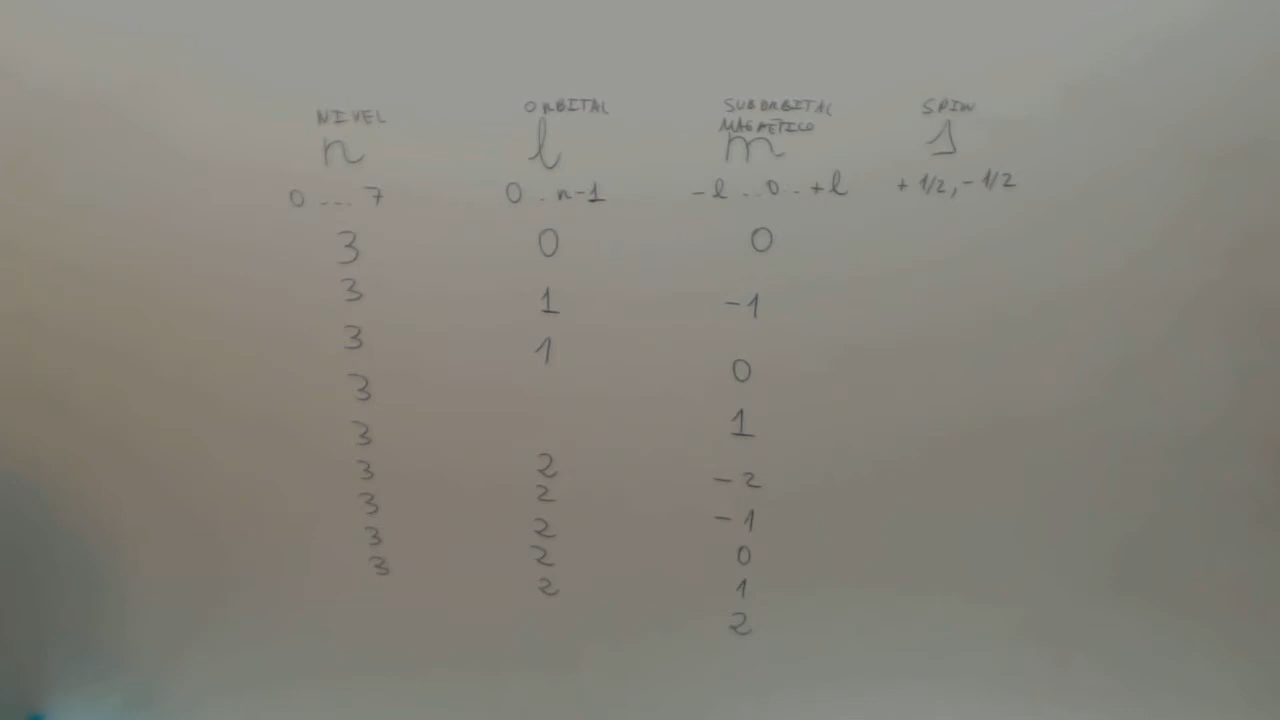 NIVEL ORBITAL SUBORBITAL SPIN
MAGNETICO
n l m s
0 ... 7 0 .. n-1 -l .. 0 .. +l + 1/2, - 1/2
3 0 0
3 1 -1
3 1 0
3 1
3 2 -2
3 2 -1
3 2 0
3 2 1
3 2 2